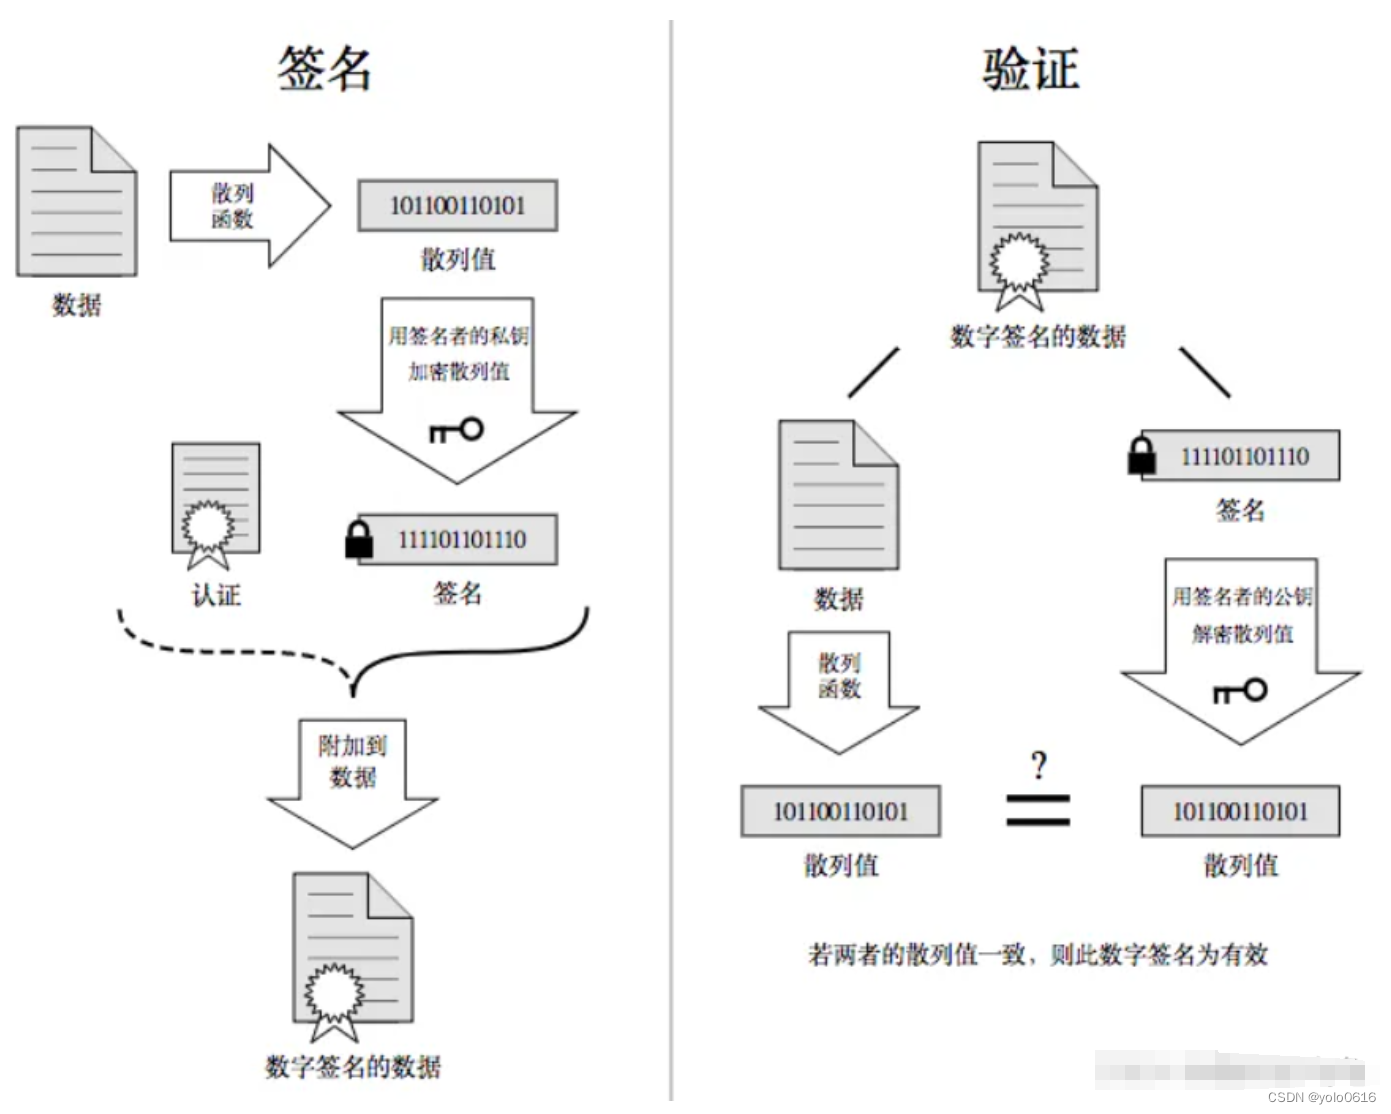 签名
散列
函数
101100110101
散列值
数据
用签名者的私钥
加密散列值
认证
111101101110
签名
附加到
数据
数字签名的数据
验证
数字签名的数据
数据
111101101110
签名
散列
函数
用签名者的公钥
解密散列值
?
101100110101
散列值
101100110101
散列值
若两者的散列值一致，则此数字签名为有效
CSDN @yolo0616